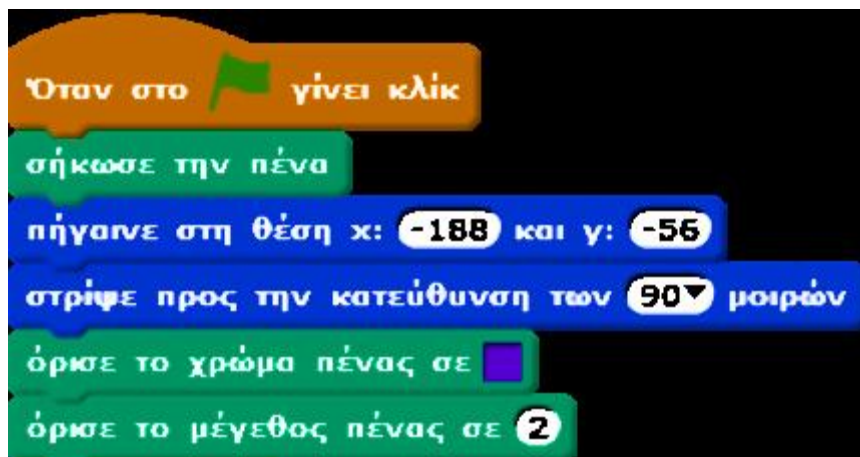 Όταν στο γίνει κλίκ
σήκωσε την πένα
πήγαινε στη θέση x: -188 και y: -56
στρίψε προς την κατεύθυνση των 90 μοιρών
όρισε το χρώμα πένας σε
όρισε το μέγεθος πένας σε 2